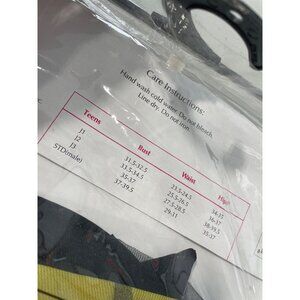 Care Instructions:
Hand wash cold water. Do not bleach.
Line dry. Do not iron.
Teens Bust Waist Hips
J1 31.5-32.5 23.5-24.5 34-35
J2 33.5-34.5 25.5-26.5 36-37
J3 35-37 27.5-28.5 38-39.5
STD(male) 37-39.5 29-31 35-37